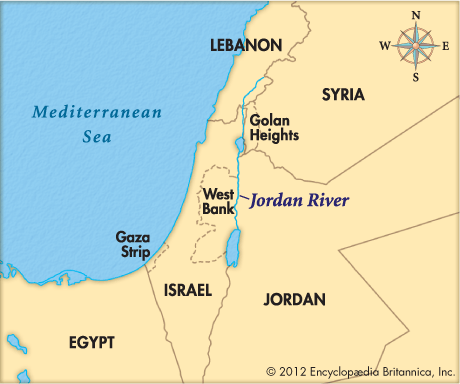 LEBANON
N
W E
S
SYRIA
Mediterranean
Sea
Golan
Heights
West
Bank
Jordan River
Gaza
Strip
ISRAEL
JORDAN
EGYPT
© 2012 Encyclopædia Britannica, Inc.